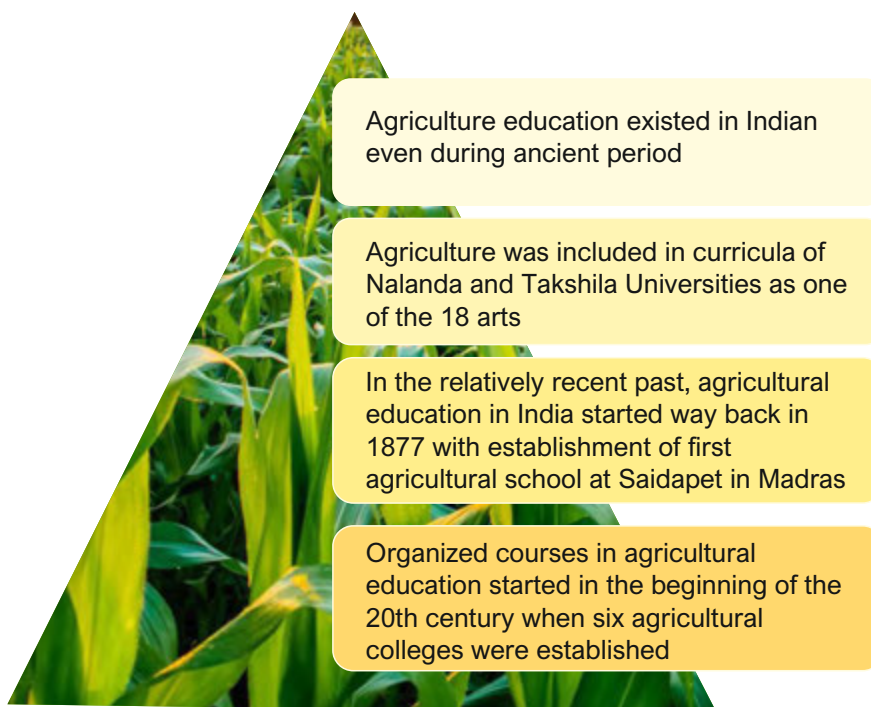 Agriculture education existed in Indian
even during ancient period
Agriculture was included in curricula of
Nalanda and Takshila Universities as one
of the 18 arts
In the relatively recent past, agricultural
education in India started way back in
1877 with establishment of first
agricultural school at Saidapet in Madras
Organized courses in agricultural
education started in the beginning of the
20th century when six agricultural
colleges were established